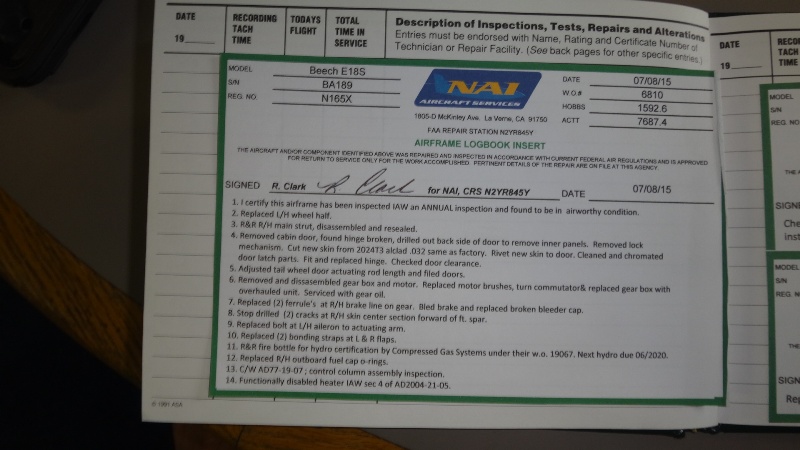 DATE
19
RECORDING TACH TIME
TODAYS FLIGHT
TOTAL TIME IN SERVICE
Description of Inspections, Tests, Repairs and Alterations
Entries must be endorsed with Name, Rating and Certificate Number of
Technician or Repair Facility. (See back pages for other specific entries.)
MODEL Beech E18S
S/N BA189
REG. NO. N165X
NAI
AIRCRAFT SERVICES
1805-D McKinley Ave. La Verne, CA 91750
FAA REPAIR STATION N2YR845Y
DATE 07/08/15
W.O.# 6810
HOBBS 1592.6
ACTT 7687.4
AIRFRAME LOGBOOK INSERT
THE AIRCRAFT AND/OR COMPONENT IDENTIFIED ABOVE WAS REPAIRED AND INSPECTED IN ACCORDANCE WITH CURRENT FEDERAL AIR REGULATIONS AND IS APPROVED
FOR RETURN TO SERVICE ONLY FOR THE WORK ACCOMPLISHED. PERTINENT DETAILS OF THE REPAIR ARE ON FILE AT THIS AGENCY.
SIGNED R. Clark R Clark for NAI, CRS N2YR845Y DATE 07/08/15
1. I certify this airframe has been inspected IAW an ANNUAL inspection and found to be in airworthy condition.
2. Replaced L/H wheel half.
3. R&R R/H main strut, disassembled and resealed.
4. Removed cabin door, found hinge broken, drilled out back side of door to remove inner panels. Removed lock
mechanism. Cut new skin from 2024T3 alclad .032 same as factory. Rivet new skin to door. Cleaned and chromated
door latch parts. Fit and replaced hinge. Checked door clearance.
5. Adjusted tail wheel door actuating rod length and filed doors.
6. Removed and dissasembled gear box and motor. Replaced motor brushes, turn commutator& replaced gear box with
overhauled unit. Serviced with gear oil.
7. Replaced (2) ferrule's at R/H brake line on gear. Bled brake and replaced broken bleeder cap.
8. Stop drilled (2) cracks at R/H skin center section forward of ft. spar.
9. Replaced bolt at L/H aileron to actuating arm.
10. Replaced (2) bonding straps at L & R flaps.
11. R&R fire bottle for hydro certification by Compressed Gas Systems under their w.o. 19067. Next hydro due 06/2020.
12. Replaced R/H outboard fuel cap o-rings.
13. C/W AD77-19-07 ; control column assembly inspection.
14. Functionally disabled heater IAW sec 4 of AD2004-21-05.
© 1991 AEA
DATE
19
TACH
TIME
MODEL
S/N
REG. NO
Che
inst
MODEL
S/N
REG. N
Rep